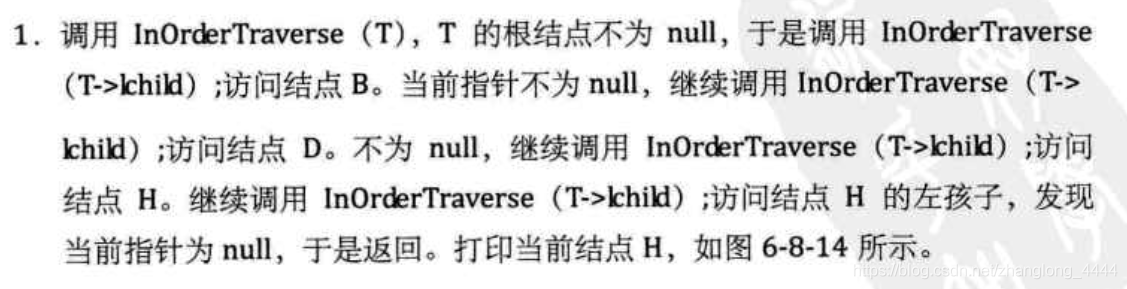 1. 调用 InOrderTraverse（T），T 的根结点不为 null，于是调用 InOrderTraverse
（T->lchild）;访问结点 B。当前指针不为 null，继续调用 InOrderTraverse（T->
lchild）;访问结点 D。不为 null，继续调用 InOrderTraverse（T->lchild）;访问
结点 H。继续调用 InOrderTraverse（T->lchild）;访问结点 H 的左孩子，发现
当前指针为 null，于是返回。打印当前结点 H，如图 6-8-14 所示。
https://blog.csdn.net/zhanglong_4444